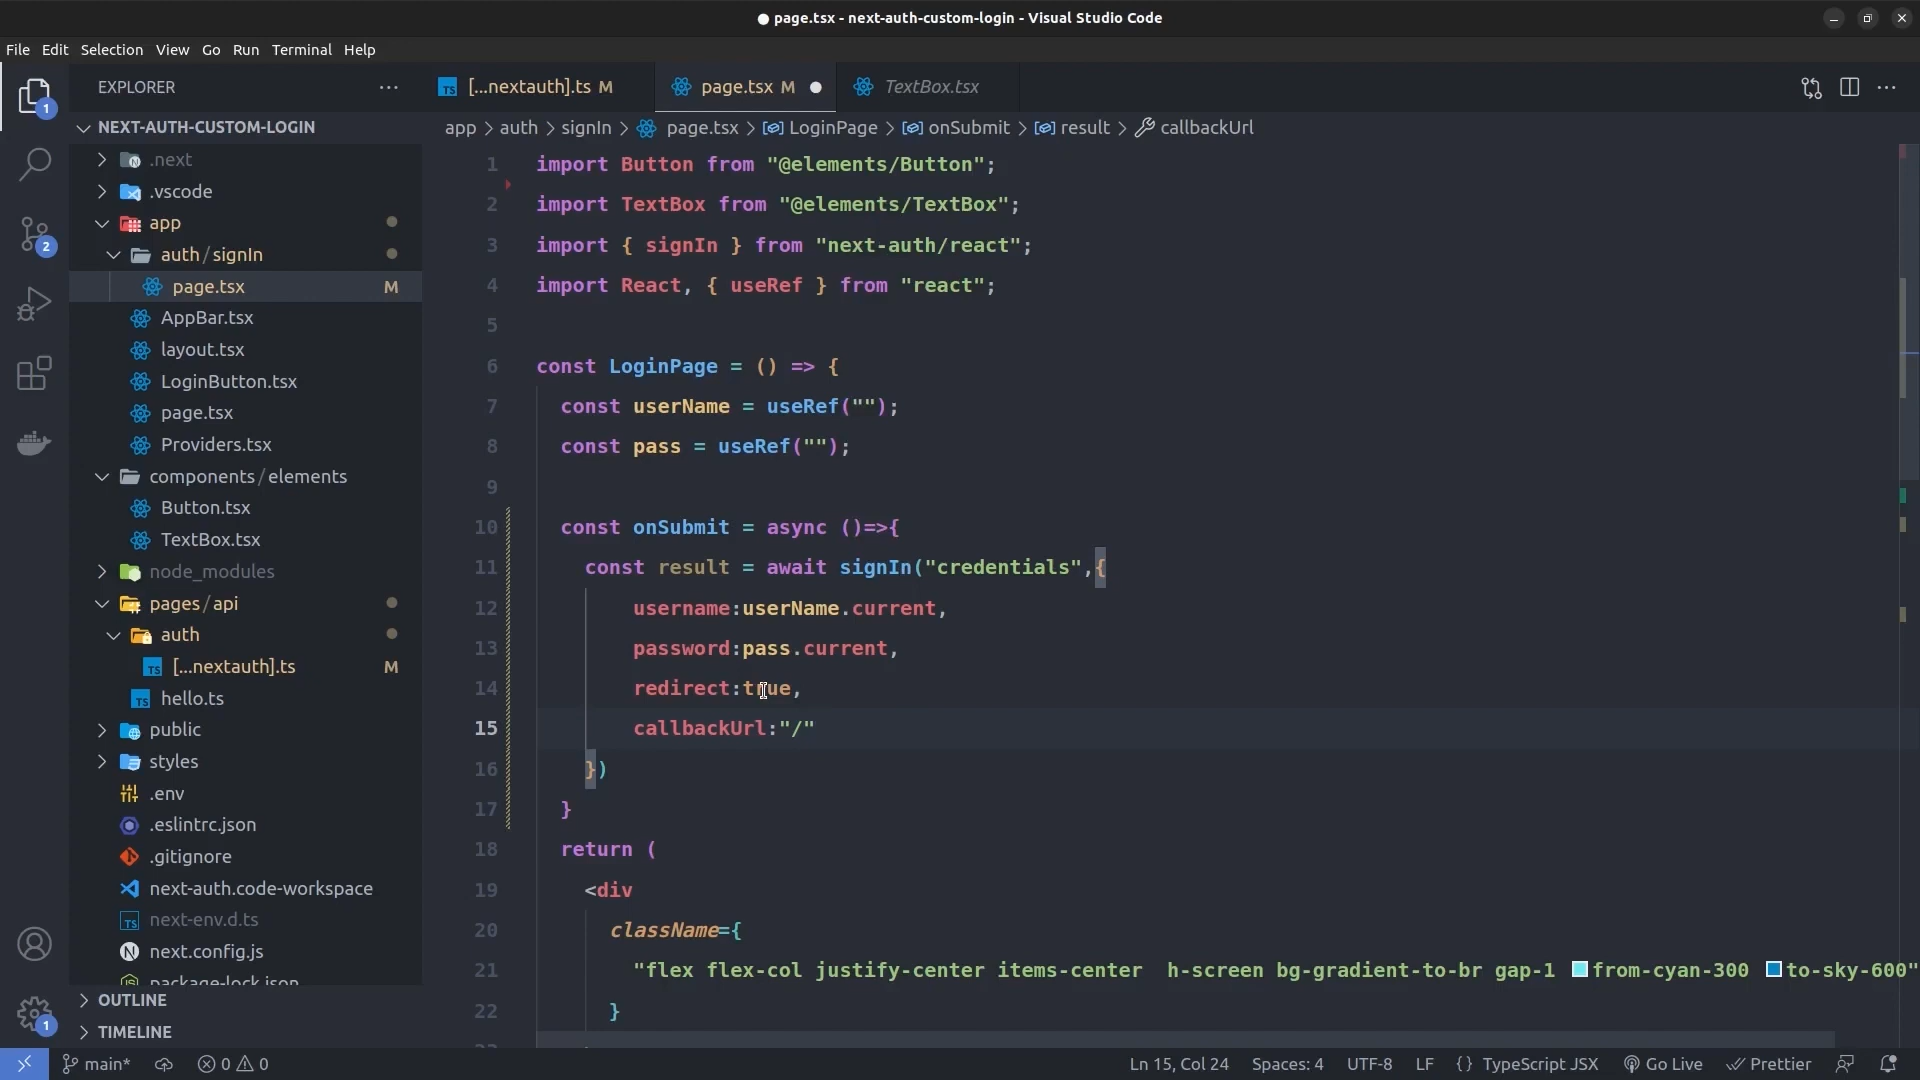 page.tsx - next-auth-custom-login - Visual Studio Code
File Edit Selection View Go Run Terminal Help
EXPLORER
[...nextauth].ts M
page.tsx M
TextBox.tsx
NEXT-AUTH-CUSTOM-LOGIN
app > auth > signIn > page.tsx > LoginPage > onSubmit > result > callbackUrl
.next
.vscode
app
auth/signIn
page.tsx M
AppBar.tsx
layout.tsx
LoginButton.tsx
page.tsx
Providers.tsx
components/elements
Button.tsx
TextBox.tsx
node_modules
pages/api
auth
[...nextauth].ts M
hello.ts
public
styles
.env
.eslintrc.json
.gitignore
next-auth.code-workspace
next-env.d.ts
next.config.js
package-lock.json
OUTLINE
TIMELINE
1
2
1
1 import Button from "@elements/Button";
2 import TextBox from "@elements/TextBox";
3 import { signIn } from "next-auth/react";
4 import React, { useRef } from "react";
5
6 const LoginPage = () => {
7 const userName = useRef("");
8 const pass = useRef("");
9
10 const onSubmit = async ()=>{
11 const result = await signIn("credentials",{
12 username:userName.current,
13 password:pass.current,
14 redirect:true,
15 callbackUrl:"/"
16 })
17 }
18 return (
19 <div
20 className={
21 "flex flex-col justify-center items-center  h-screen bg-gradient-to-br gap-1 from-cyan-300 to-sky-600"
22 }
main* 0 0 Ln 15, Col 24 Spaces: 4 UTF-8 LF {} TypeScript JSX Go Live Prettier